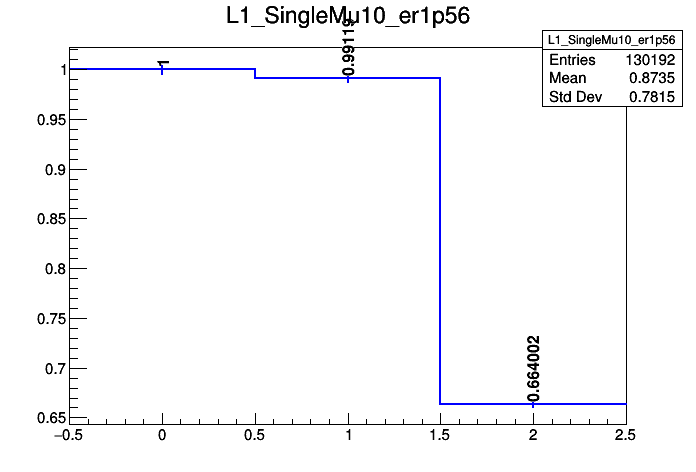 L1_SingleMu10_er1p56
L1_SingleMu10_er1p56
Entries 130192
Mean 0.8735
Std Dev 0.7815
1
0.99119
0.664002
1
0.95
0.9
0.85
0.8
0.75
0.7
0.65
−0.5 0 0.5 1 1.5 2 2.5